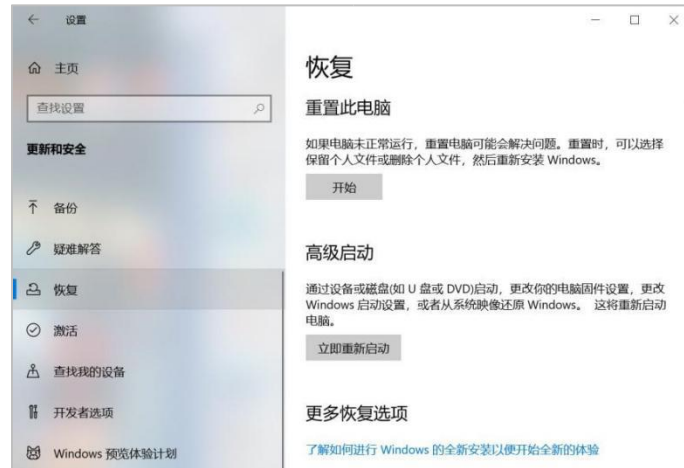 设置
主页
查找设置
更新和安全
备份
疑难解答
恢复
激活
查找我的设备
开发者选项
Windows 预览体验计划
恢复
重置此电脑
如果电脑未正常运行，重置电脑可能会解决问题。重置时，可以选择
保留个人文件或删除个人文件，然后重新安装 Windows。
开始
高级启动
通过设备或磁盘(如 U 盘或 DVD)启动，更改你的电脑固件设置，更改
Windows 启动设置，或者从系统映像还原 Windows。 这将重新启动
电脑。
立即重新启动
更多恢复选项
了解如何进行 Windows 的全新安装以便开始全新的体验